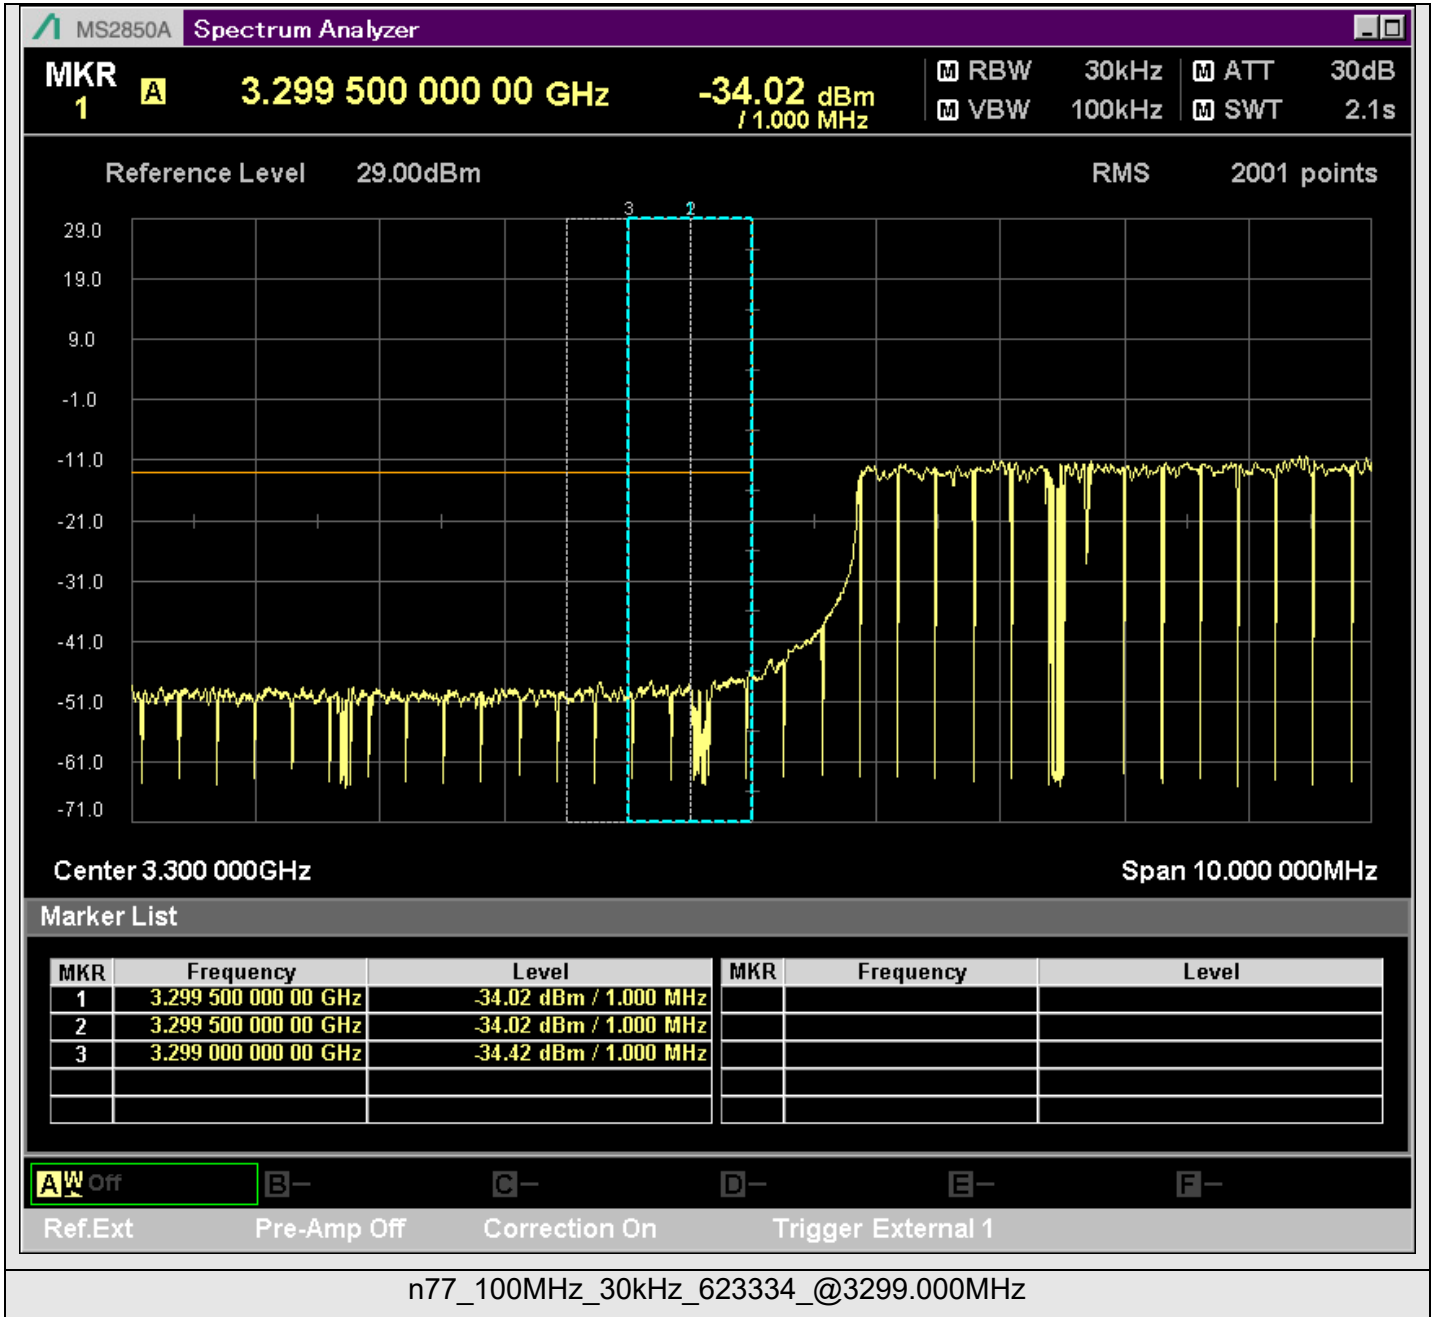 MS2850A Spectrum Analyzer
MKR 1 A 3.299 500 000 00 GHz -34.02 dBm / 1.000 MHz
M RBW 30kHz M ATT 30dB
M VBW 100kHz M SWT 2.1s
Reference Level 29.00dBm RMS 2001 points
3 2
29.0
19.0
9.0
-1.0
-11.0
-21.0
-31.0
-41.0
-51.0
-61.0
-71.0
Center 3.300 000GHz Span 10.000 000MHz
Marker List
MKR Frequency Level MKR Frequency Level
1 3.299 500 000 00 GHz -34.02 dBm / 1.000 MHz
2 3.299 500 000 00 GHz -34.02 dBm / 1.000 MHz
3 3.299 000 000 00 GHz -34.42 dBm / 1.000 MHz
A W Off B – C – D – E – F –
Ref.Ext Pre-Amp Off Correction On Trigger External 1
n77_100MHz_30kHz_623334_@3299.000MHz